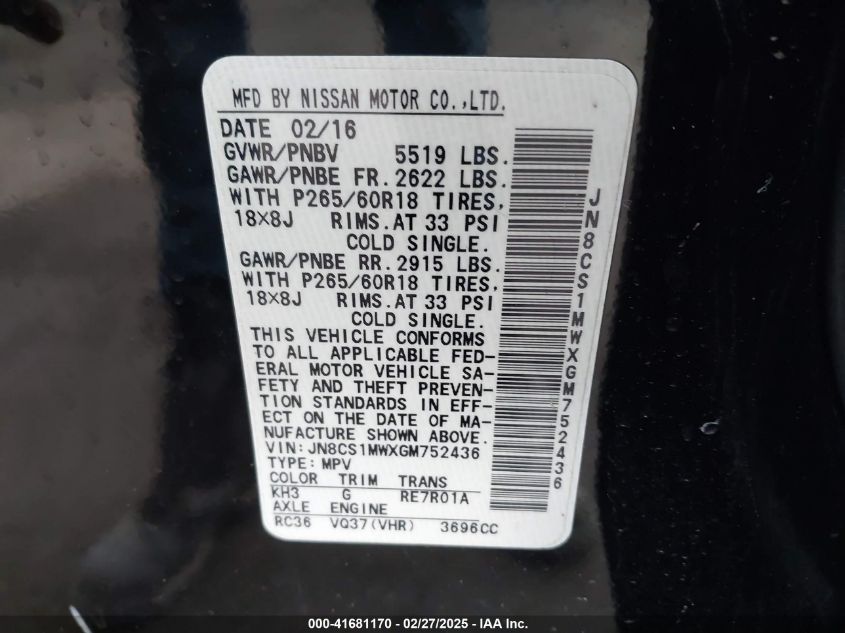 MFD BY NISSAN MOTOR CO.,LTD.
DATE 02/16
GVWR/PNBV 5519 LBS.
GAWR/PNBE FR. 2622 LBS.
WITH P265/60R18 TIRES,
18X8J RIMS.AT 33 PSI
COLD SINGLE.
GAWR/PNBE RR. 2915 LBS.
WITH P265/60R18 TIRES,
18X8J RIMS.AT 33 PSI
COLD SINGLE.
THIS VEHICLE CONFORMS
TO ALL APPLICABLE FED-
ERAL MOTOR VEHICLE SA-
FETY AND THEFT PREVEN-
TION STANDARDS IN EFF-
ECT ON THE DATE OF MA-
NUFACTURE SHOWN ABOVE.
VIN: JN8CS1MWXGM752436
TYPE: MPV
COLOR TRIM TRANS
KH3 G RE7R01A
AXLE ENGINE
RC36 VQ37(VHR) 3696CC
JN8CS1MWXGM752436
000-41681170 - 02/27/2025 - Copyright © IAA, Inc.